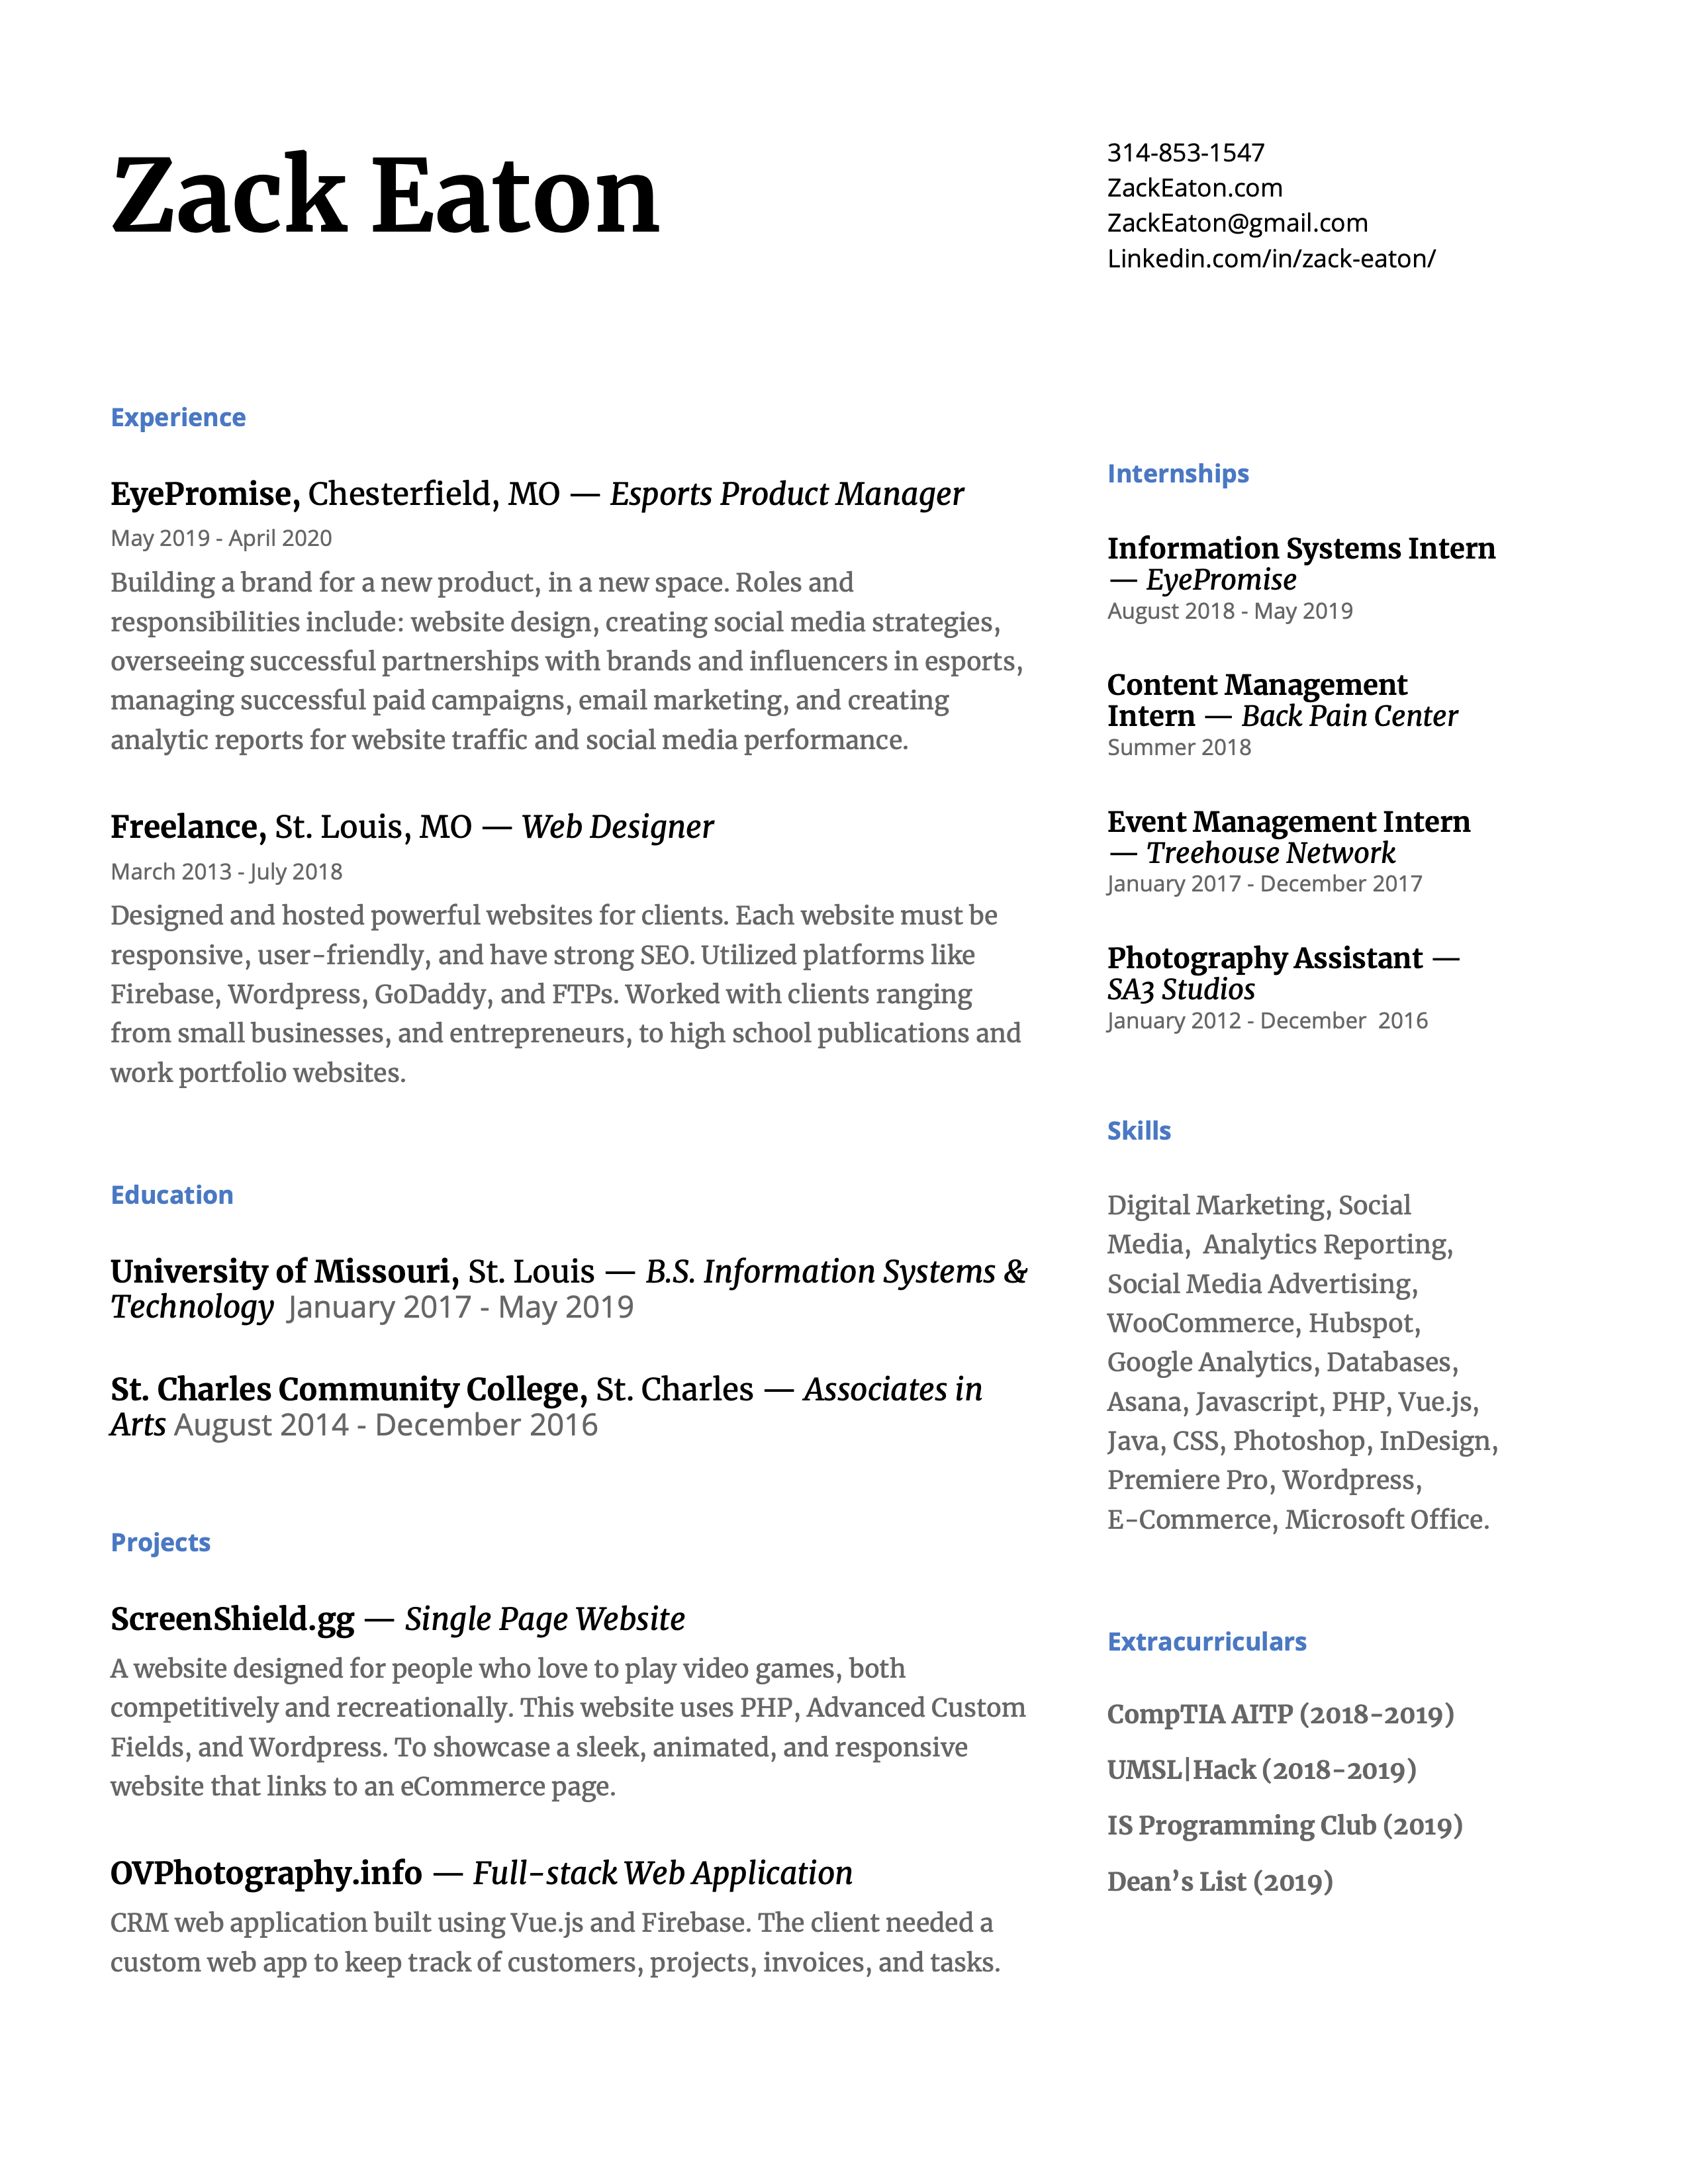 Zack Eaton
314-853-1547
ZackEaton.com
ZackEaton@gmail.com
Linkedin.com/in/zack-eaton/
Experience
EyePromise, Chesterfield, MO — Esports Product Manager
May 2019 - April 2020
Building a brand for a new product, in a new space. Roles and
responsibilities include: website design, creating social media strategies,
overseeing successful partnerships with brands and influencers in esports,
managing successful paid campaigns, email marketing, and creating
analytic reports for website traffic and social media performance.
Freelance, St. Louis, MO — Web Designer
March 2013 - July 2018
Designed and hosted powerful websites for clients. Each website must be
responsive, user-friendly, and have strong SEO. Utilized platforms like
Firebase, Wordpress, GoDaddy, and FTPs. Worked with clients ranging
from small businesses, and entrepreneurs, to high school publications and
work portfolio websites.
Education
University of Missouri, St. Louis — B.S. Information Systems &
Technology  January 2017 - May 2019
St. Charles Community College, St. Charles — Associates in
Arts August 2014 - December 2016
Projects
ScreenShield.gg — Single Page Website
A website designed for people who love to play video games, both
competitively and recreationally. This website uses PHP, Advanced Custom
Fields, and Wordpress. To showcase a sleek, animated, and responsive
website that links to an eCommerce page.
OVPhotography.info — Full-stack Web Application
CRM web application built using Vue.js and Firebase. The client needed a
custom web app to keep track of customers, projects, invoices, and tasks.
Internships
Information Systems Intern
— EyePromise
August 2018 - May 2019
Content Management
Intern — Back Pain Center
Summer 2018
Event Management Intern
— Treehouse Network
January 2017 - December 2017
Photography Assistant —
SA3 Studios
January 2012 - December  2016
Skills
Digital Marketing, Social
Media,  Analytics Reporting,
Social Media Advertising,
WooCommerce, Hubspot,
Google Analytics, Databases,
Asana, Javascript, PHP, Vue.js,
Java, CSS, Photoshop, InDesign,
Premiere Pro, Wordpress,
E-Commerce, Microsoft Office.
Extracurriculars
CompTIA AITP (2018-2019)
UMSL|Hack (2018-2019)
IS Programming Club (2019)
Dean’s List (2019)